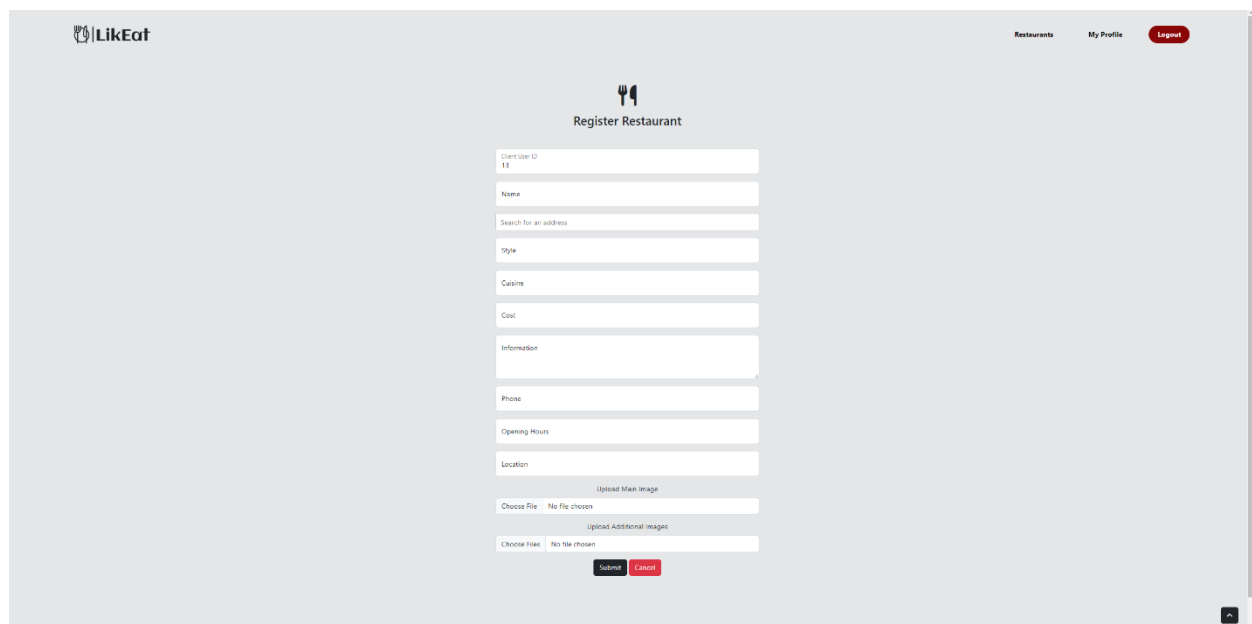 LikEat
Restaurants My Profile Logout
Register Restaurant
Client User ID
13
Name
Search for an address
Style
Cuisine
Cost
Information
Phone
Opening Hours
Location
Upload Main Image
Choose File No file chosen
Upload Additional Images
Choose Files No file chosen
Submit Cancel